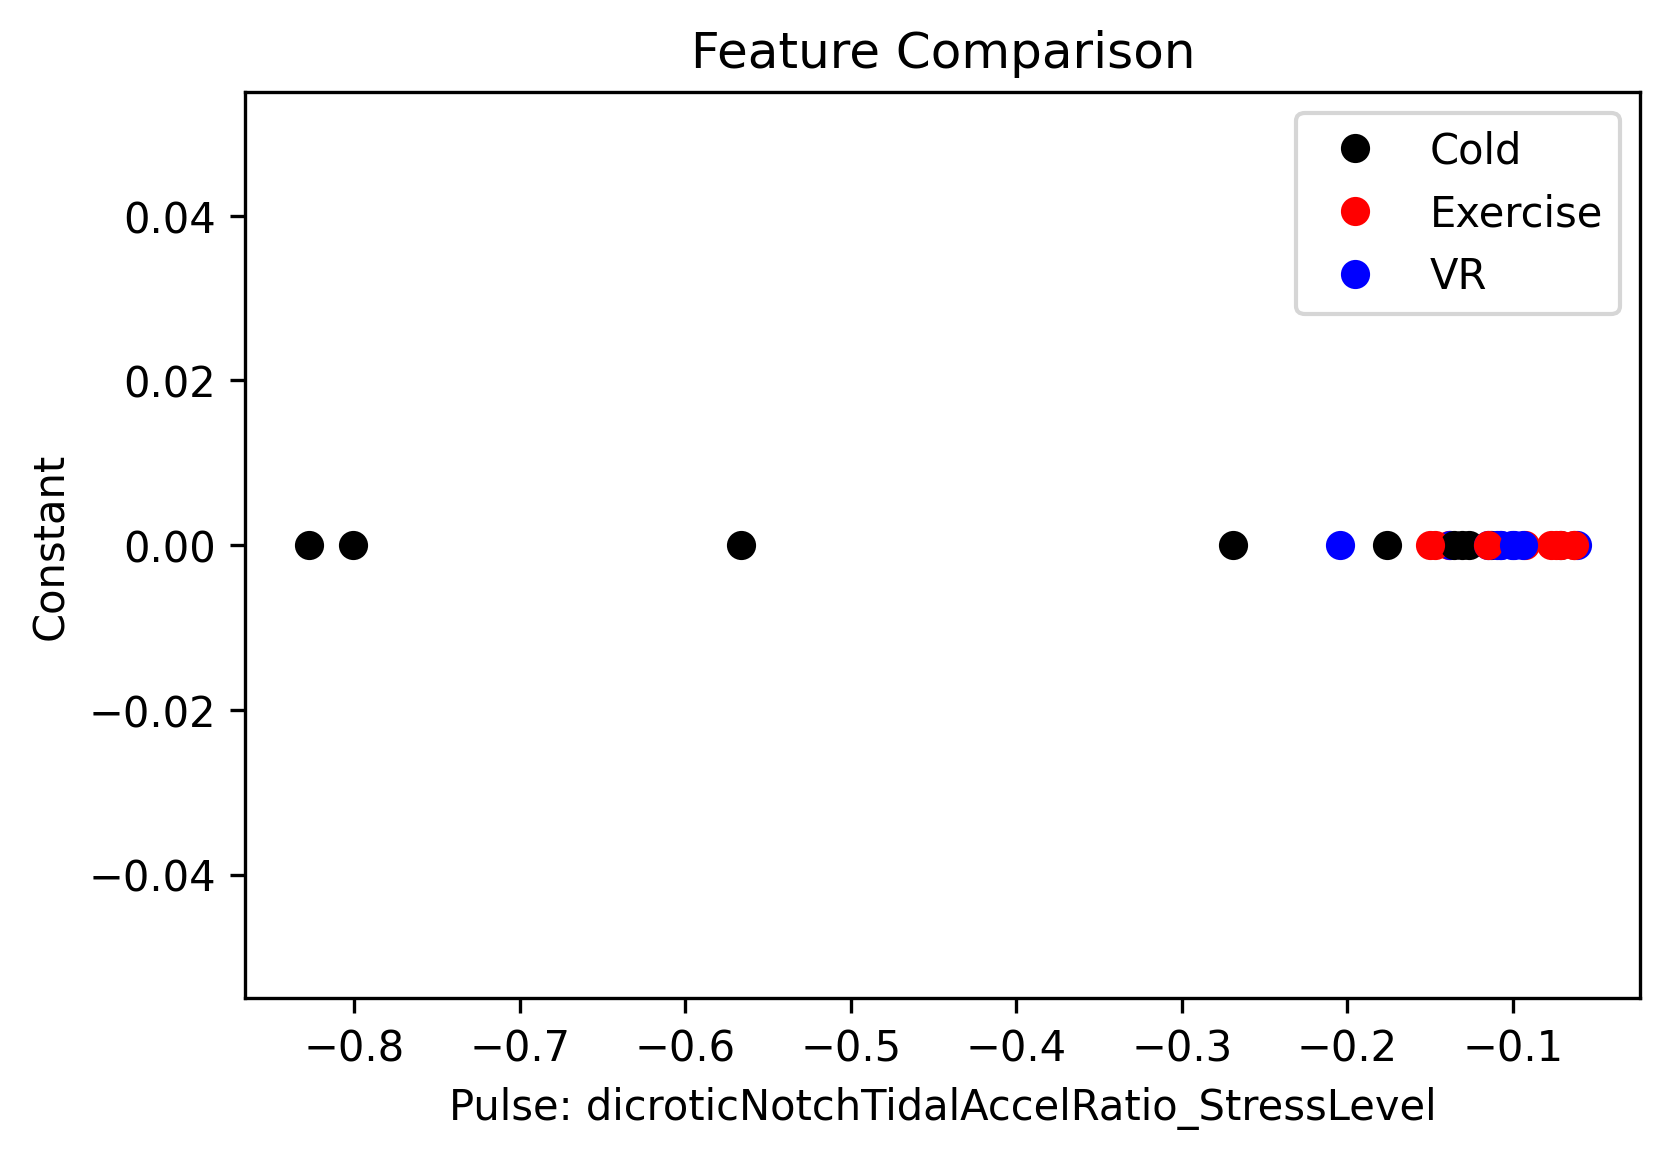 Feature Comparison
Cold
Exercise
VR
0.04
0.02
0.00
−0.02
−0.04
Constant
−0.8 −0.7 −0.6 −0.5 −0.4 −0.3 −0.2 −0.1
Pulse: dicroticNotchTidalAccelRatio_StressLevel